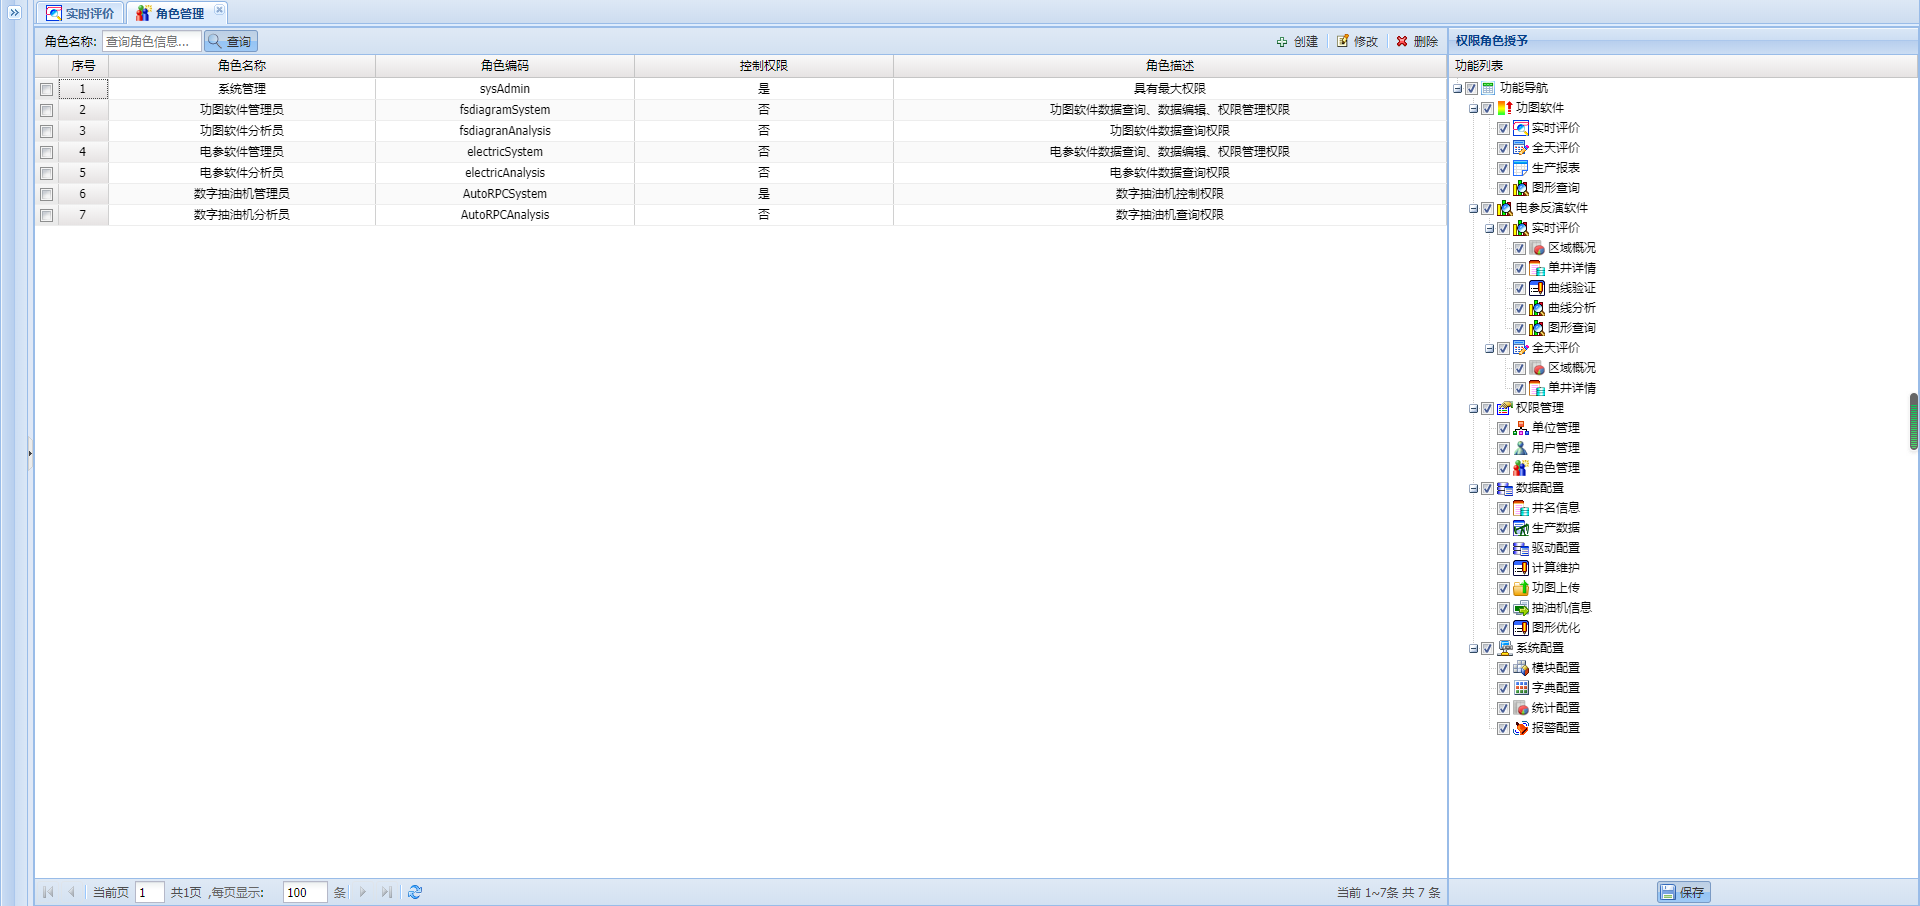 实时评价 角色管理
角色名称: 查询角色信息... 查询 创建 修改 删除
序号 角色名称 角色编码 控制权限 角色描述
1 系统管理 sysAdmin 是 具有最大权限
2 功图软件管理员 fsdiagramSystem 否 功图软件数据查询、数据编辑、权限管理权限
3 功图软件分析员 fsdiagranAnalysis 否 功图软件数据查询权限
4 电参软件管理员 electricSystem 否 电参软件数据查询、数据编辑、权限管理权限
5 电参软件分析员 electricAnalysis 否 电参软件数据查询权限
6 数字抽油机管理员 AutoRPCSystem 是 数字抽油机控制权限
7 数字抽油机分析员 AutoRPCAnalysis 否 数字抽油机查询权限
当前页 1 共1页 ,每页显示: 100 条 当前 1~7条 共 7 条
权限角色授予
功能列表
功能导航
功图软件
实时评价
全天评价
生产报表
图形查询
电参反演软件
实时评价
区域概况
单井详情
曲线验证
曲线分析
图形查询
全天评价
区域概况
单井详情
权限管理
单位管理
用户管理
角色管理
数据配置
井名信息
生产数据
驱动配置
计算维护
功图上传
抽油机信息
图形优化
系统配置
模块配置
字典配置
统计配置
报警配置
保存